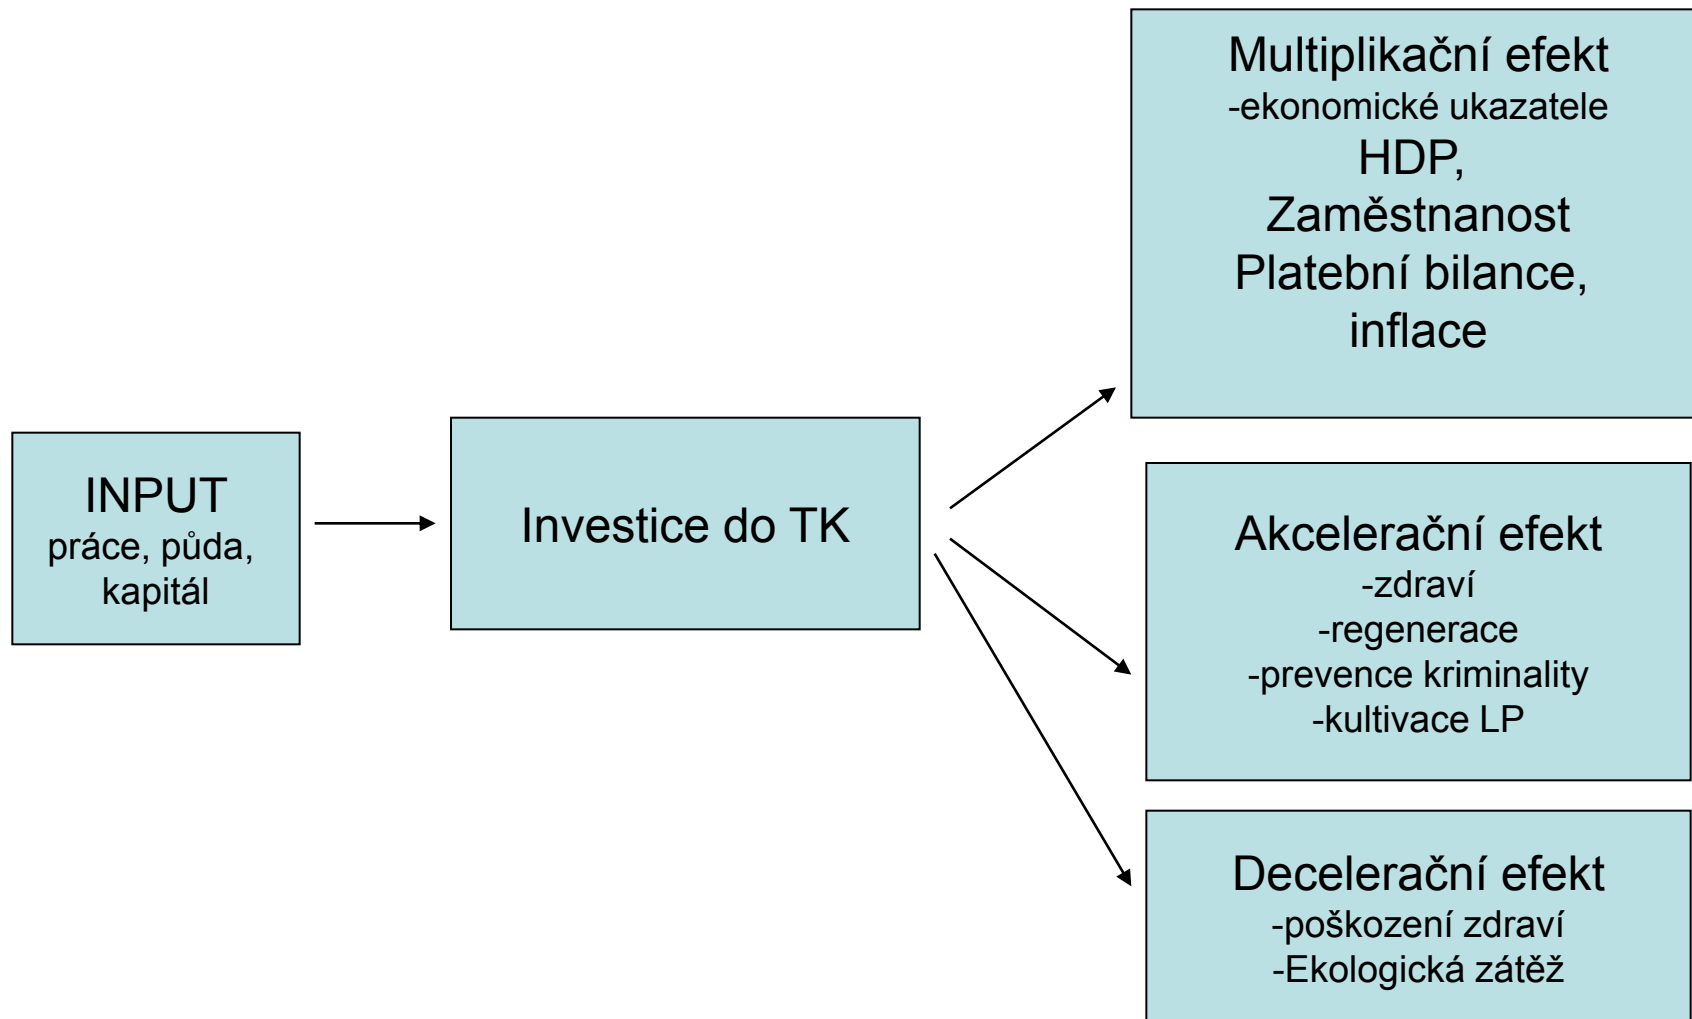 INPUT
práce, půda,
kapitál
Investice do TK
Multiplikační efekt
-ekonomické ukazatele
HDP,
Zaměstnanost
Platební bilance,
inflace
Akcelerační efekt
-zdraví
-regenerace
-prevence kriminality
-kultivace LP
Decelerační efekt
-poškození zdraví
-Ekologická zátěž